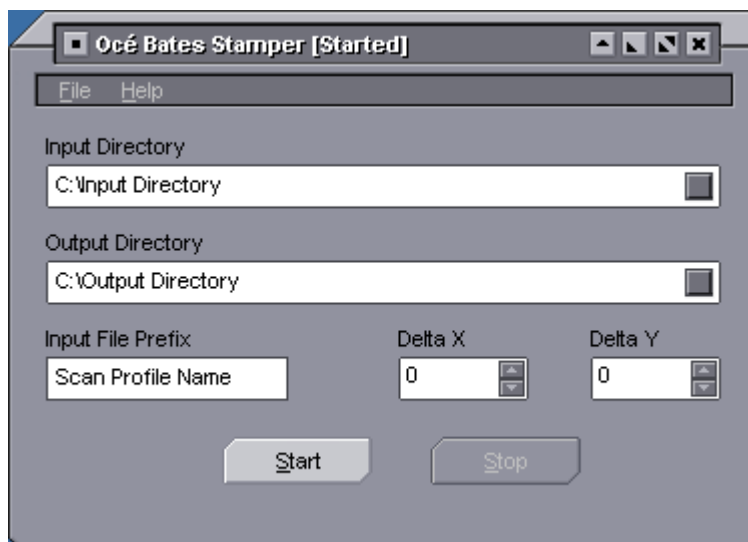 Océ Bates Stamper [Started]
File Help
Input Directory
C:\Input Directory
Output Directory
C:\Output Directory
Input File Prefix Delta X Delta Y
Scan Profile Name 0 0
Start Stop